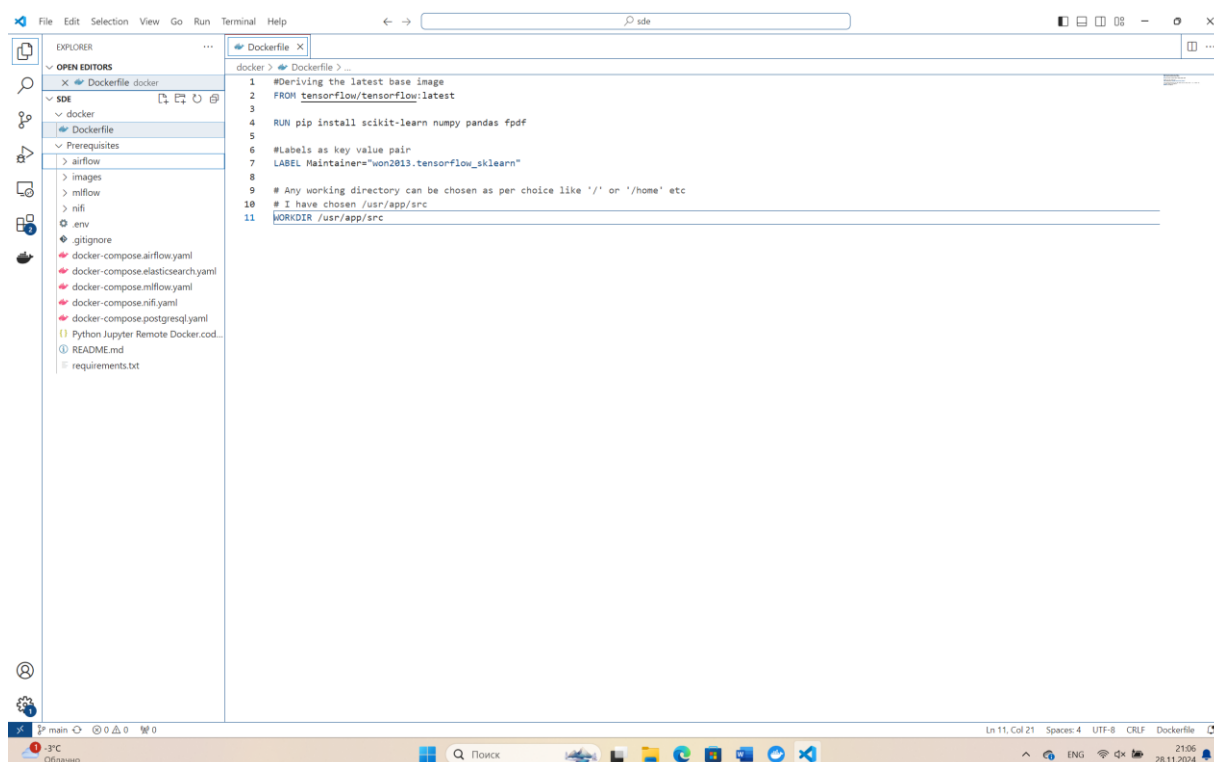 File Edit Selection View Go Run Terminal Help
sde
EXPLORER
Dockerfile
OPEN EDITORS
Dockerfile docker
SDE
docker
Dockerfile
Prerequisites
airflow
images
mlflow
nifi
.env
.gitignore
docker-compose.airflow.yaml
docker-compose.elasticsearch.yaml
docker-compose.mlflow.yaml
docker-compose.nifi.yaml
docker-compose.postgresql.yaml
Python Jupyter Remote Docker.cod...
README.md
requirements.txt
docker > Dockerfile > ...
1 #Deriving the latest base image
2 FROM tensorflow/tensorflow:latest
3
4 RUN pip install scikit-learn numpy pandas fpdf
5
6 #Labels as key value pair
7 LABEL Maintainer="won2013.tensorflow_sklearn"
8
9 # Any working directory can be chosen as per choice like '/' or '/home' etc
10 # I have chosen /usr/app/src
11 WORKDIR /usr/app/src
2
1
main 0 0 0
Ln 11, Col 21 Spaces: 4 UTF-8 CRLF Dockerfile
1
-3°C
Облачно
Поиск
ENG
21:06
28.11.2024